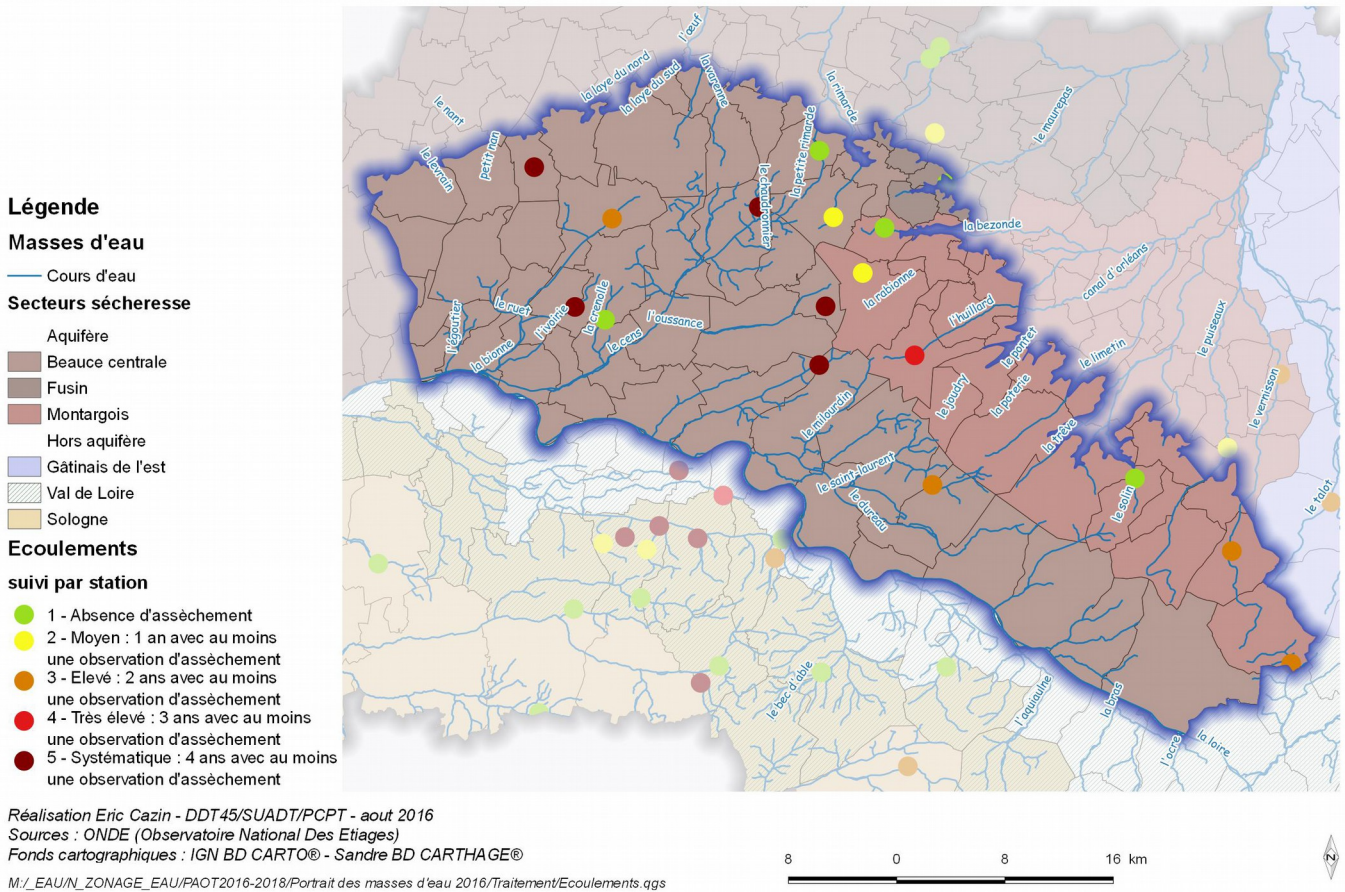 Légende
Masses d'eau
Cours d'eau
Secteurs sécheresse
Aquifère
Beauce centrale
Fusin
Montargois
Hors aquifère
Gâtinais de l'est
Val de Loire
Sologne
Ecoulements
suivi par station
1 - Absence d'assèchement
2 - Moyen : 1 an avec au moins
une observation d'assèchement
3 - Elevé : 2 ans avec au moins
une observation d'assèchement
4 - Très élevé : 3 ans avec au moins
une observation d'assèchement
5 - Systématique : 4 ans avec au moins
une observation d'assèchement
l'œuf
la laye du nord
la laye du sud
la varenne
la rimarde
le maurepos
le nant
petit nan
le levrain
la petite rimarde
le chaudronnier
la bezonde
canal d'orléans
la rabionne
l'huillard
le puiseaux
l'égoutier
le ruet
l'ivoirie
la crenolle
l'oussance
le cens
la bionne
le pontet
le limetin
le vernisson
le joudry
la poterie
le milourdin
la trêve
le saint-laurent
le dureau
le solin
le talot
le bec d'able
l'aquiaulne
la bras
l'ocre
la loire
Réalisation Eric Cazin - DDT45/SUADT/PCPT - aout 2016
Sources : ONDE (Observatoire National Des Etiages)
Fonds cartographiques : IGN BD CARTO® - Sandre BD CARTHAGE®
M:/_EAU/N_ZONAGE_EAU/PAOT2016-2018/Portrait des masses d'eau 2016/Traitement/Ecoulements.qgs
8 0 8 16 km
N